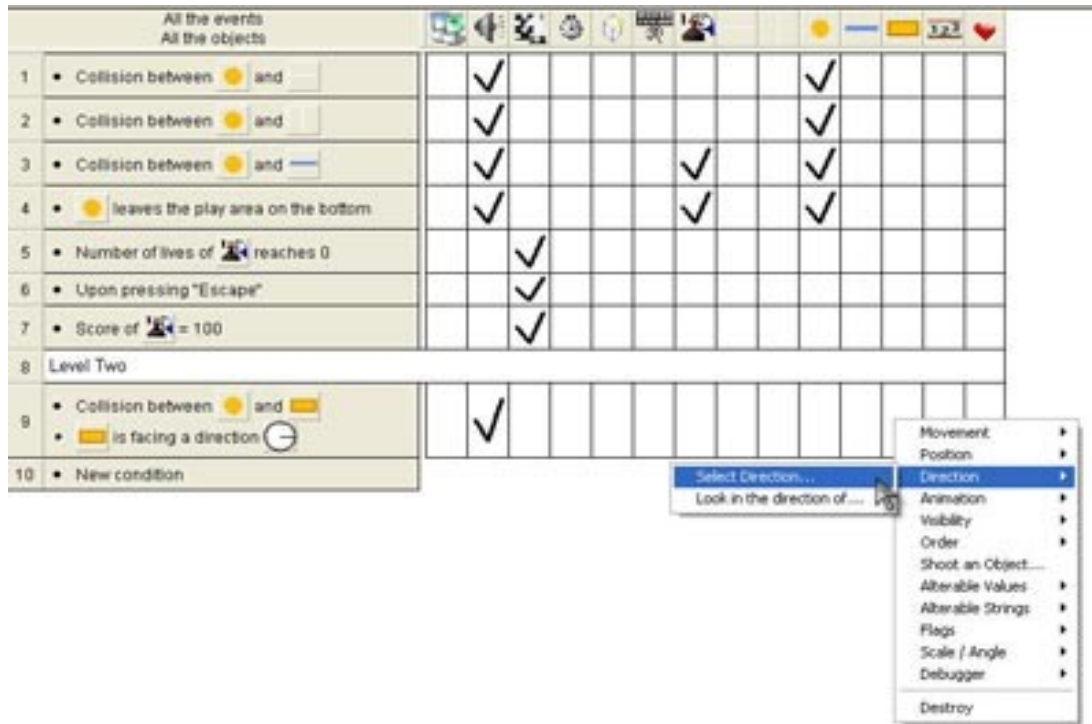 All the events
All the objects
123
1 • Collision between and
2 • Collision between and
3 • Collision between and
4 • leaves the play area on the bottom
5 • Number of lives of reaches 0
6 • Upon pressing "Escape"
7 • Score of = 100
8 Level Two
9 • Collision between and
• is facing a direction
10 • New condition
Select Direction...
Look in the direction of ...
Movement
Position
Direction
Animation
Visibility
Order
Shoot an Object...
Alterable Values
Alterable Strings
Flags
Scale / Angle
Debugger
Destroy